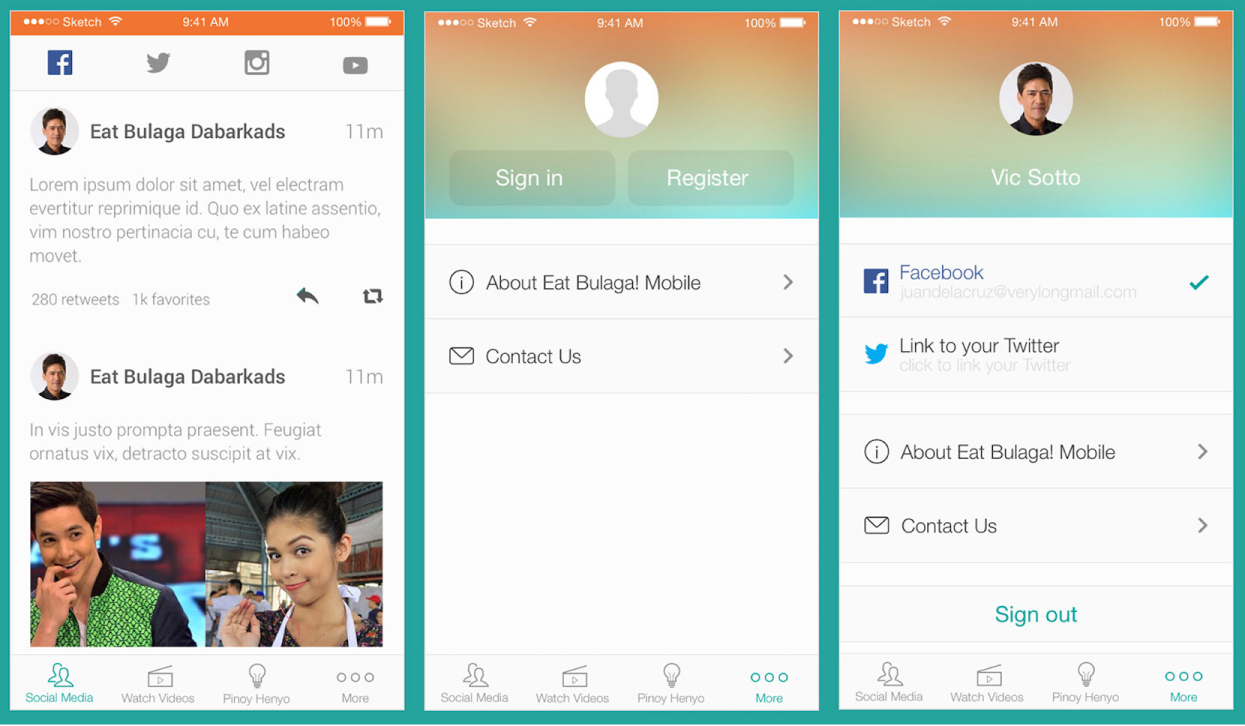 Sketch 9:41 AM 100%
Eat Bulaga Dabarkads 11m
Lorem ipsum dolor sit amet, vel electram
evertitur reprimique id. Quo ex latine assentio,
vim nostro pertinacia cu, te cum habeo
movet.
280 retweets 1k favorites
Eat Bulaga Dabarkads 11m
In vis justo prompta praesent. Feugiat
ornatus vix, detracto suscipit at vix.
Social Media Watch Videos Pinoy Henyo More
Sketch 9:41 AM 100%
Sign in Register
About Eat Bulaga! Mobile
Contact Us
Social Media Watch Videos Pinoy Henyo More
Sketch 9:41 AM 100%
Vic Sotto
Facebook
juandelacruz@verylongmail.com
Link to your Twitter
click to link your Twitter
About Eat Bulaga! Mobile
Contact Us
Sign out
Social Media Watch Videos Pinoy Henyo More